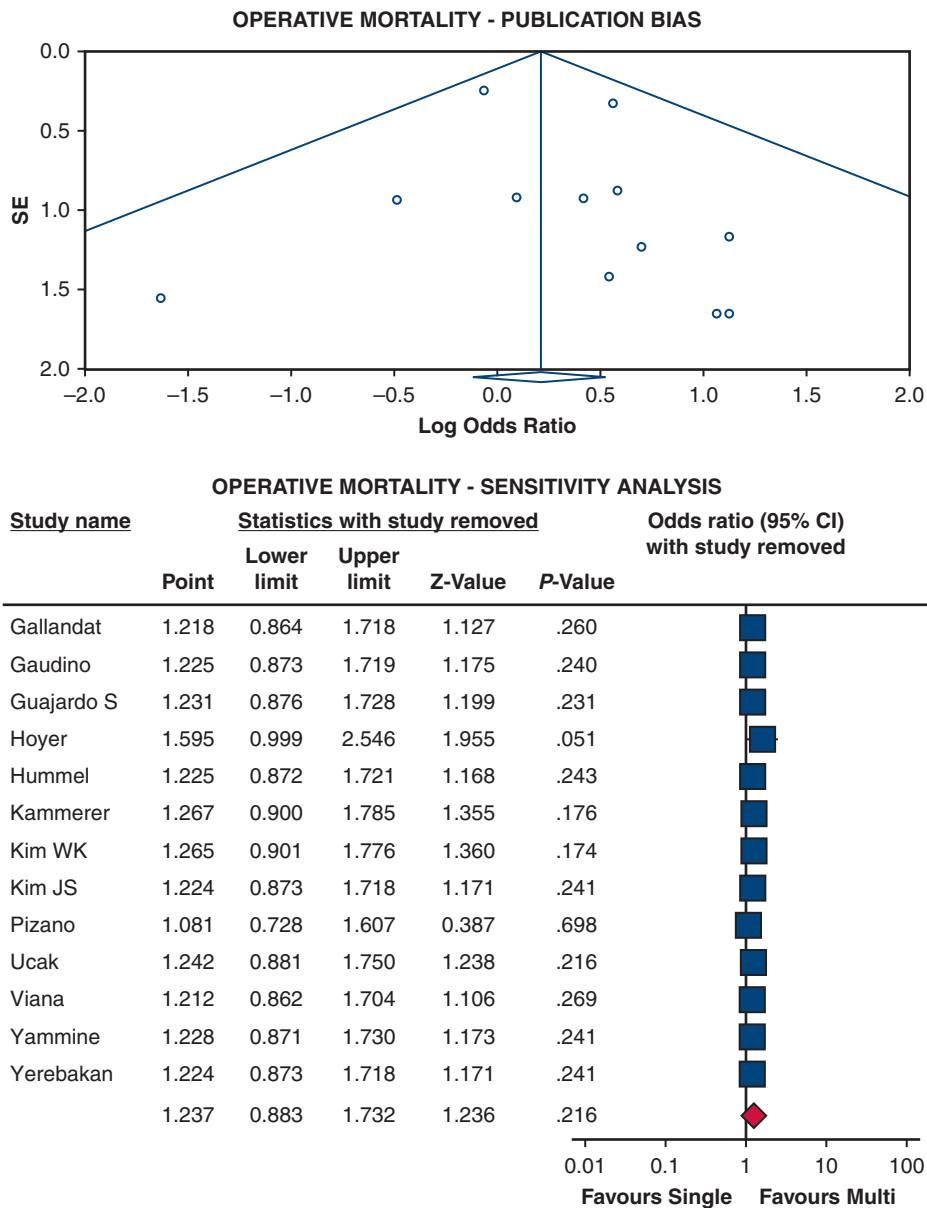 OPERATIVE MORTALITY - PUBLICATION BIAS
0.0
0.5
1.0
1.5
2.0
SE
–2.0 –1.5 –1.0 –0.5 0.0 0.5 1.0 1.5 2.0
Log Odds Ratio
OPERATIVE MORTALITY - SENSITIVITY ANALYSIS
Study name Statistics with study removed Odds ratio (95% CI)
with study removed
Lower Upper
Point limit limit Z-Value P-Value
Gallandat 1.218 0.864 1.718 1.127 .260
Gaudino 1.225 0.873 1.719 1.175 .240
Guajardo S 1.231 0.876 1.728 1.199 .231
Hoyer 1.595 0.999 2.546 1.955 .051
Hummel 1.225 0.872 1.721 1.168 .243
Kammerer 1.267 0.900 1.785 1.355 .176
Kim WK 1.265 0.901 1.776 1.360 .174
Kim JS 1.224 0.873 1.718 1.171 .241
Pizano 1.081 0.728 1.607 0.387 .698
Ucak 1.242 0.881 1.750 1.238 .216
Viana 1.212 0.862 1.704 1.106 .269
Yammine 1.228 0.871 1.730 1.173 .241
Yerebakan 1.224 0.873 1.718 1.171 .241
1.237 0.883 1.732 1.236 .216
0.01 0.1 1 10 100
Favours Single Favours Multi